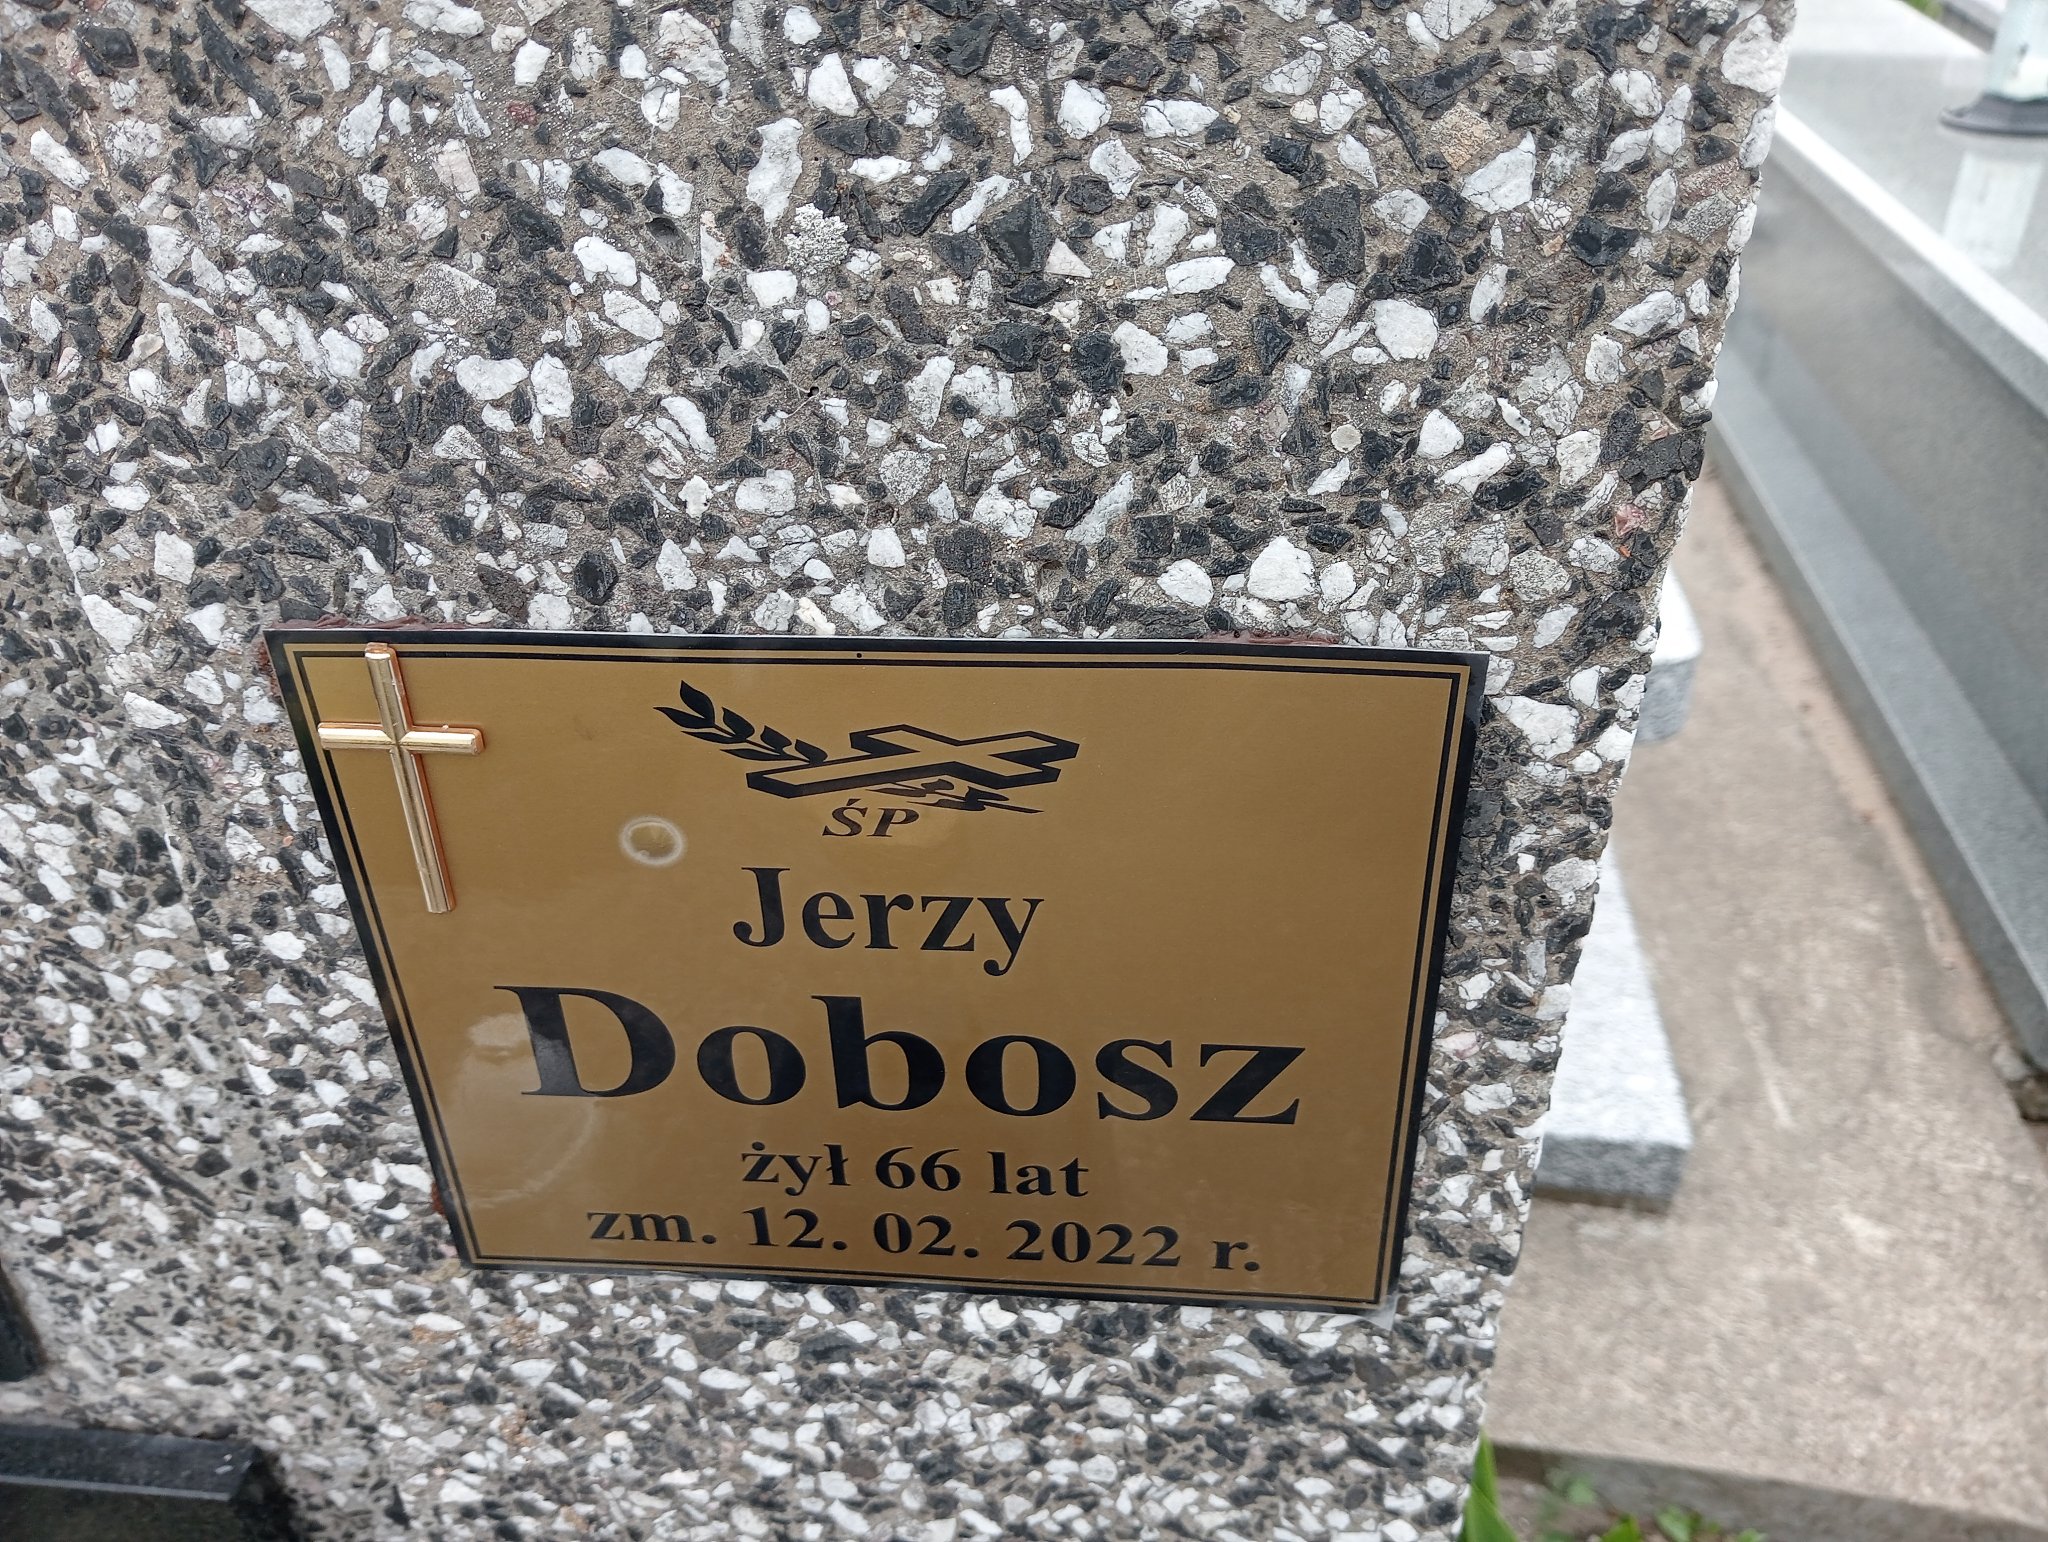 ŚP
Jerzy
Dobosz
żył 66 lat
zm. 12. 02. 2022 r.